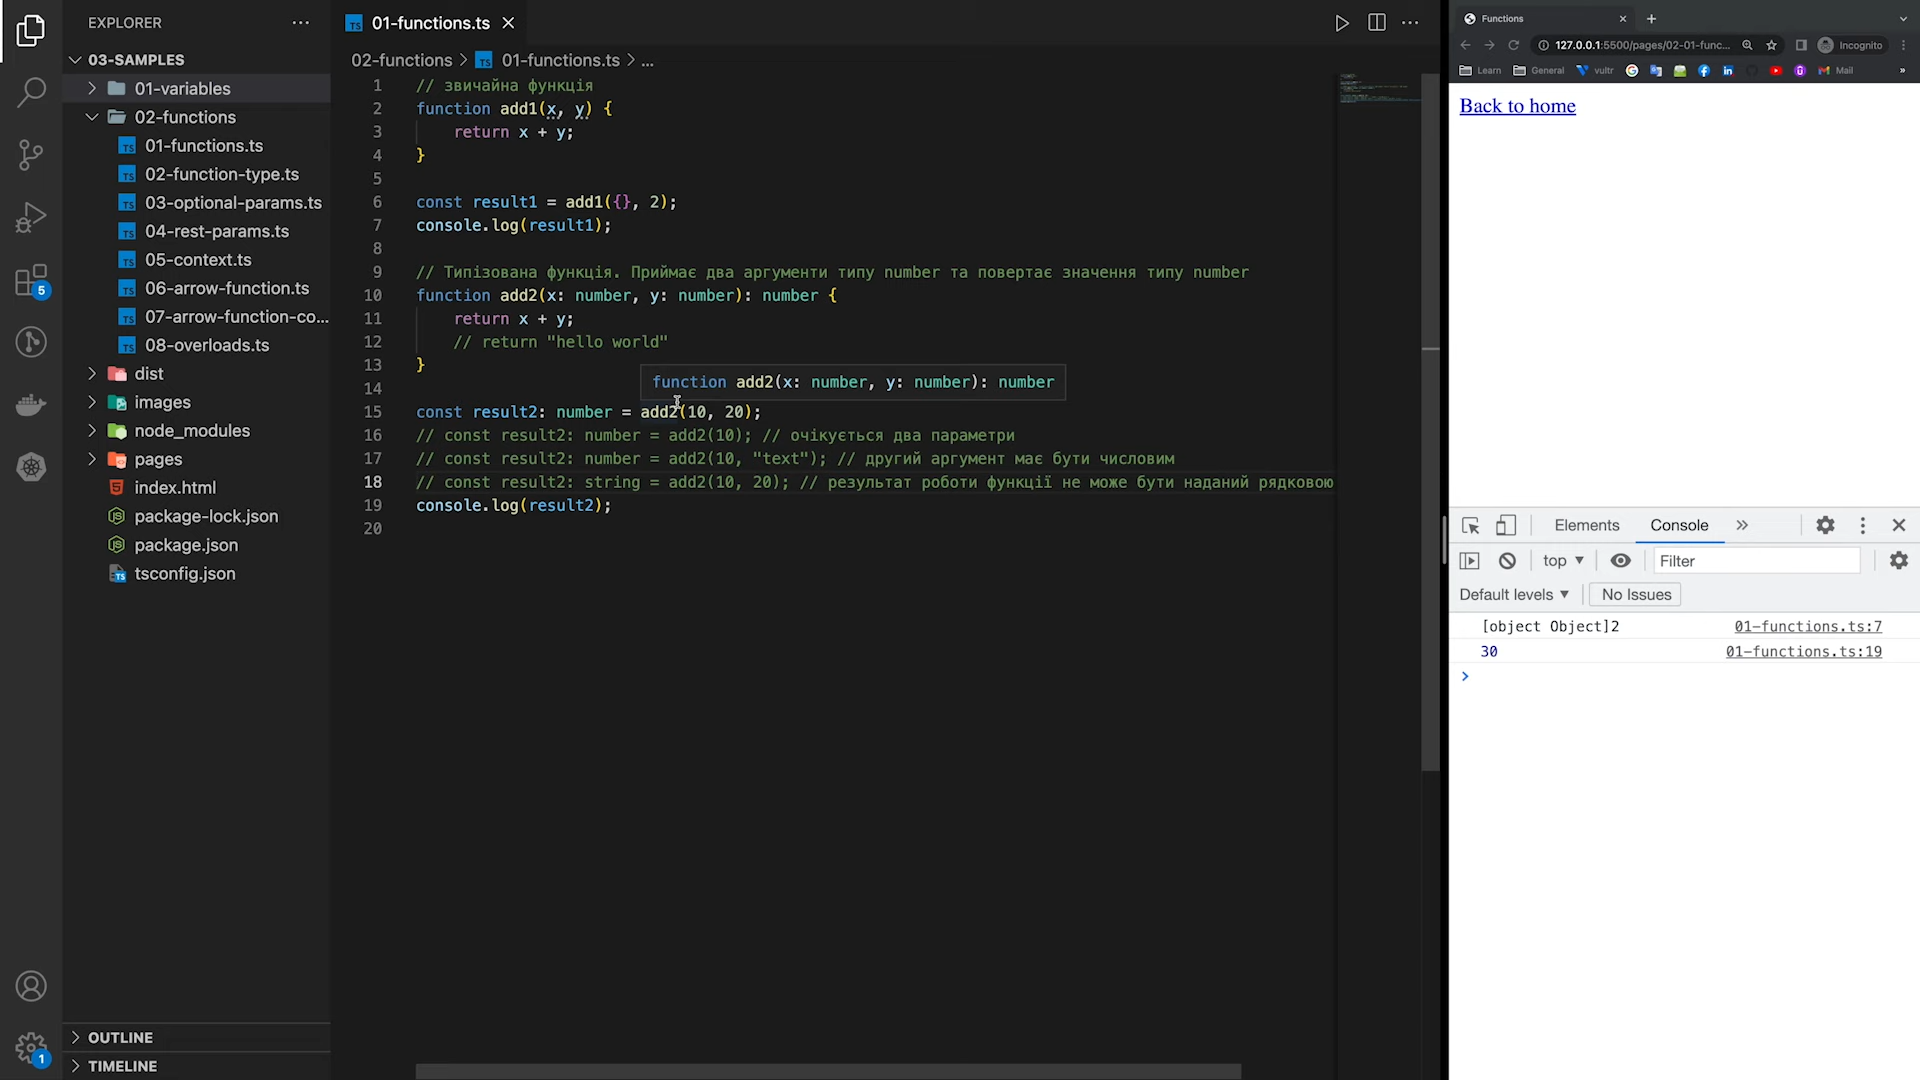 EXPLORER
03-SAMPLES
01-variables
02-functions
01-functions.ts
02-function-type.ts
03-optional-params.ts
04-rest-params.ts
05-context.ts
06-arrow-function.ts
07-arrow-function-co...
08-overloads.ts
dist
images
node_modules
pages
index.html
package-lock.json
package.json
tsconfig.json
OUTLINE
TIMELINE
5
1
01-functions.ts
02-functions > 01-functions.ts > ...
1 // звичайна функція
2 function add1(x, y) {
3 return x + y;
4 }
5
6 const result1 = add1({}, 2);
7 console.log(result1);
8
9 // Типізована функція. Приймає два аргументи типу number та повертає значення типу number
10 function add2(x: number, y: number): number {
11 return x + y;
12 // return "hello world"
13 }
function add2(x: number, y: number): number
14
15 const result2: number = add2(10, 20);
16 // const result2: number = add2(10); // очікується два параметри
17 // const result2: number = add2(10, "text"); // другий аргумент має бути числовим
18 // const result2: string = add2(10, 20); // результат роботи функції не може бути наданий рядковою
19 console.log(result2);
20
Functions
127.0.0.1:5500/pages/02-01-func...
Incognito
Learn General vultr Mail
Back to home
Elements Console
top Filter
Default levels No Issues
[object Object]2 01-functions.ts:7
30 01-functions.ts:19